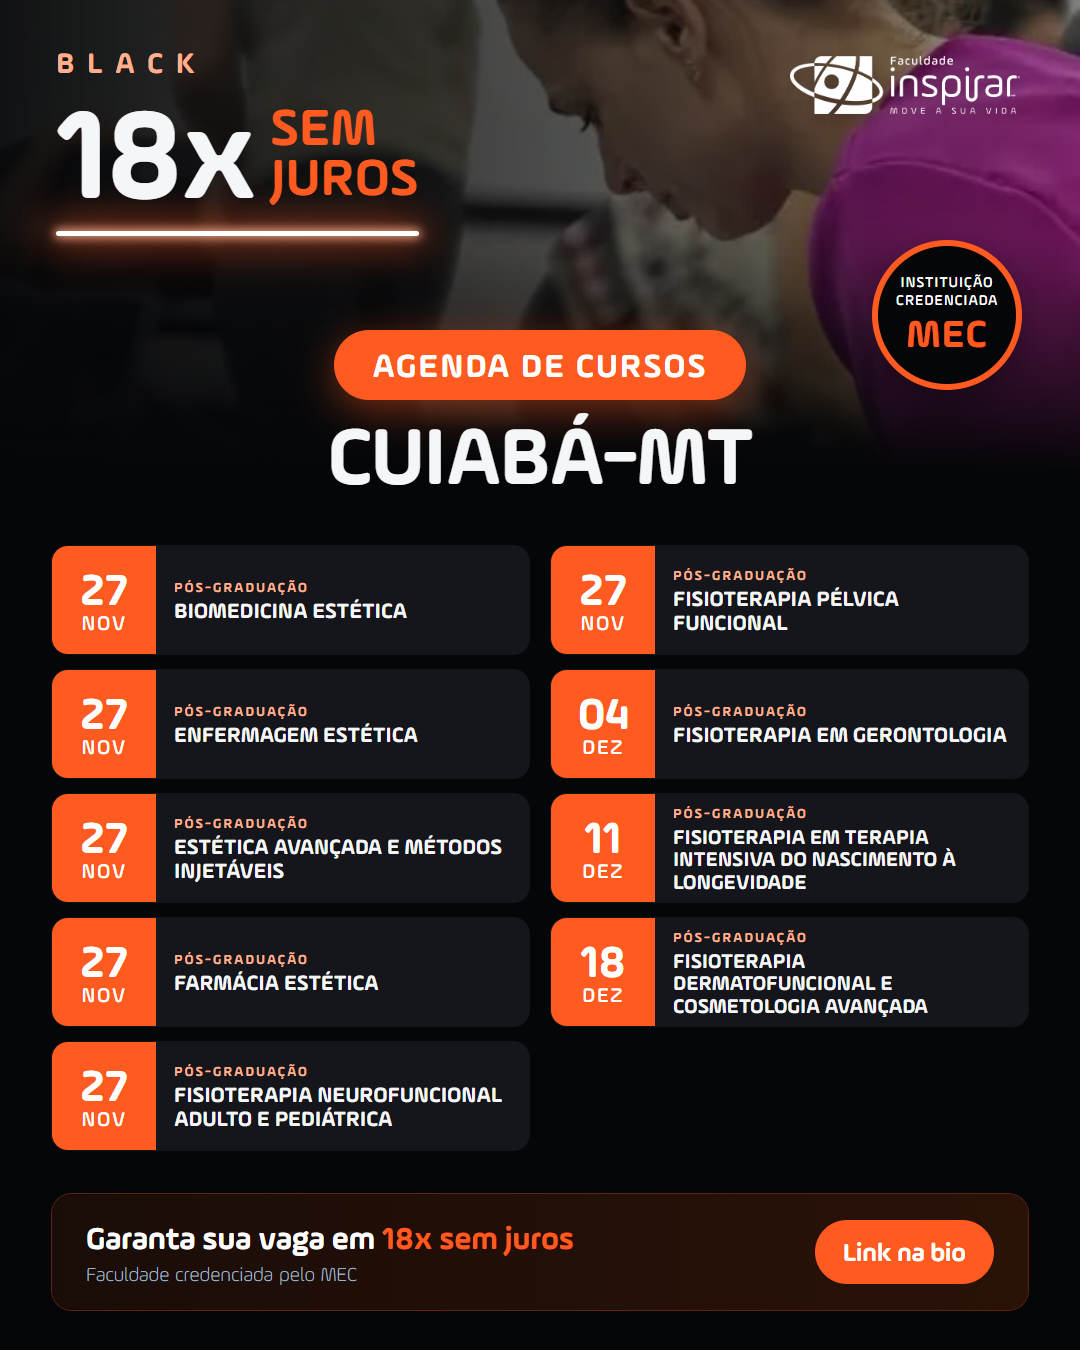 BLACK
18x SEM
JUROS
Faculdade
inspirar
MOVE A SUA VIDA
INSTITUIÇÃO
CREDENCIADA
MEC
AGENDA DE CURSOS
CUIABÁ-MT
27
NOV
PÓS-GRADUAÇÃO
BIOMEDICINA ESTÉTICA
27
NOV
PÓS-GRADUAÇÃO
ENFERMAGEM ESTÉTICA
27
NOV
PÓS-GRADUAÇÃO
ESTÉTICA AVANÇADA E MÉTODOS
INJETÁVEIS
27
NOV
PÓS-GRADUAÇÃO
FARMÁCIA ESTÉTICA
27
NOV
PÓS-GRADUAÇÃO
FISIOTERAPIA NEUROFUNCIONAL
ADULTO E PEDIÁTRICA
27
NOV
PÓS-GRADUAÇÃO
FISIOTERAPIA PÉLVICA
FUNCIONAL
04
DEZ
PÓS-GRADUAÇÃO
FISIOTERAPIA EM GERONTOLOGIA
11
DEZ
PÓS-GRADUAÇÃO
FISIOTERAPIA EM TERAPIA
INTENSIVA DO NASCIMENTO À
LONGEVIDADE
18
DEZ
PÓS-GRADUAÇÃO
FISIOTERAPIA
DERMATOFUNCIONAL E
COSMETOLOGIA AVANÇADA
Garanta sua vaga em 18x sem juros
Faculdade credenciada pelo MEC
Link na bio